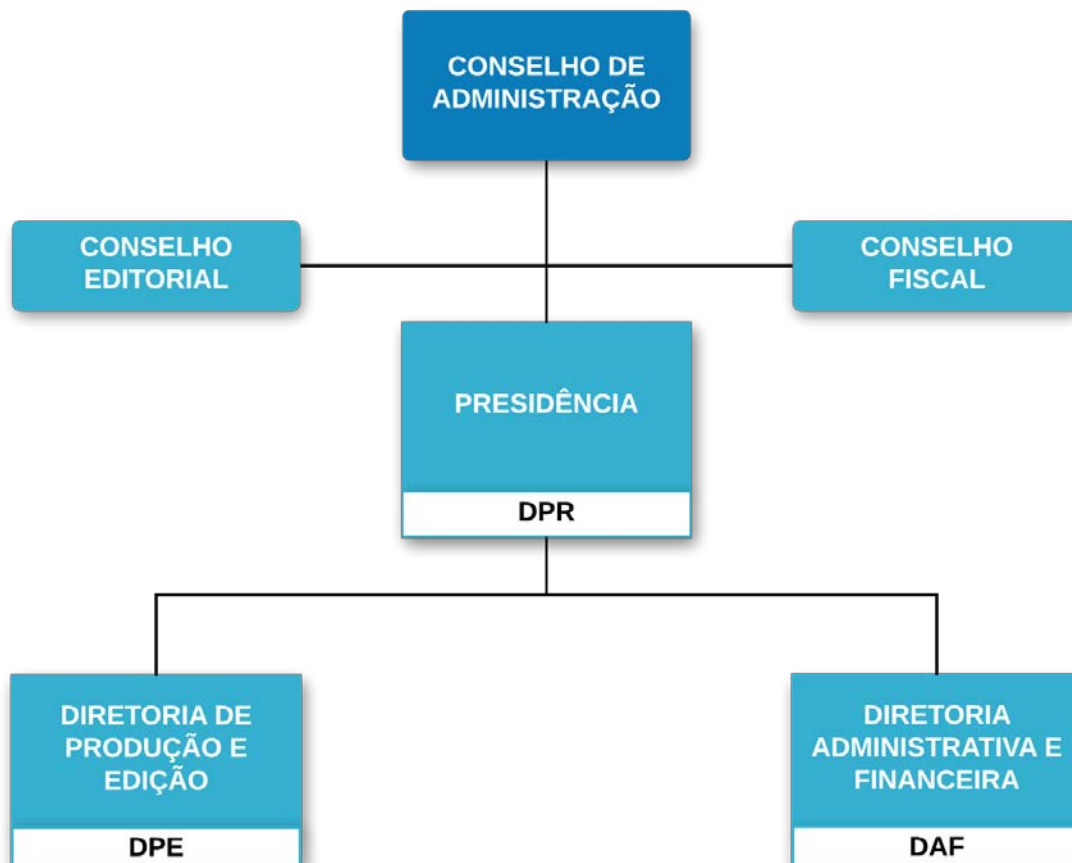 CONSELHO DE
ADMINISTRAÇÃO
CONSELHO
EDITORIAL
CONSELHO
FISCAL
PRESIDÊNCIA
DPR
DIRETORIA DE
PRODUÇÃO E
EDIÇÃO
DPE
DIRETORIA
ADMINISTRATIVA E
FINANCEIRA
DAF